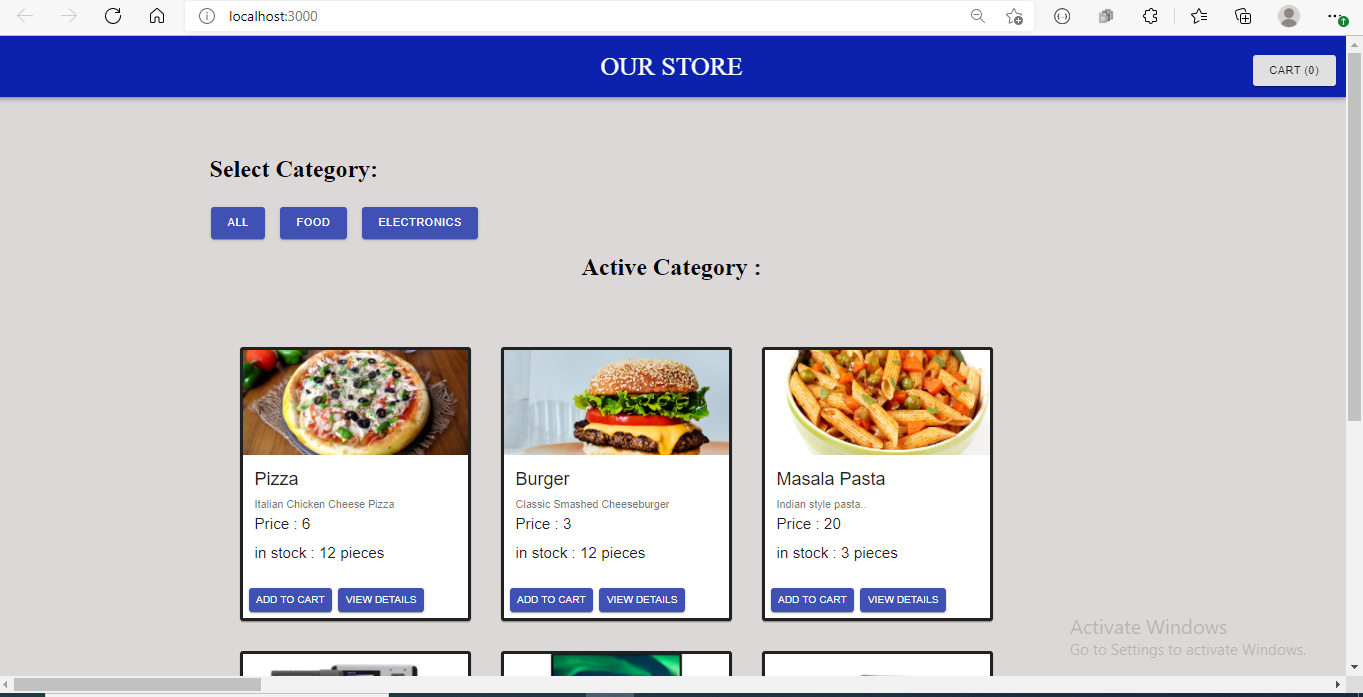 localhost:3000
OUR STORE
CART (0)
Select Category:
ALL FOOD ELECTRONICS
Active Category :
Pizza
Italian Chicken Cheese Pizza
Price : 6
in stock : 12 pieces
ADD TO CART VIEW DETAILS
Burger
Classic Smashed Cheeseburger
Price : 3
in stock : 12 pieces
ADD TO CART VIEW DETAILS
Masala Pasta
Indian style pasta..
Price : 20
in stock : 3 pieces
ADD TO CART VIEW DETAILS
Activate Windows
Go to Settings to activate Windows.